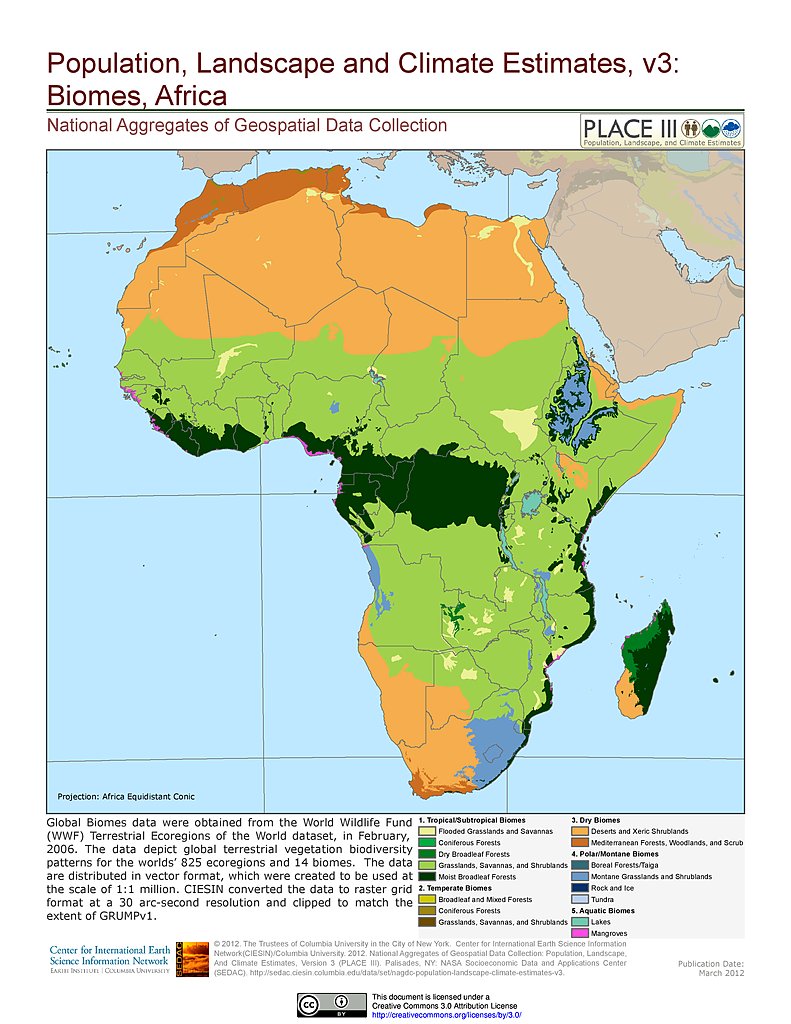 Population, Landscape and Climate Estimates, v3:
Biomes, Africa
National Aggregates of Geospatial Data Collection
PLACE III
Population, Landscape, and Climate Estimates
Projection: Africa Equidistant Conic
Global Biomes data were obtained from the World Wildlife Fund
(WWF) Terrestrial Ecoregions of the World dataset, in February,
2006. The data depict global terrestrial vegetation biodiversity
patterns for the worlds' 825 ecoregions and 14 biomes. The data
are distributed in vector format, which were created to be used at
the scale of 1:1 million. CIESIN converted the data to raster grid
format at a 30 arc-second resolution and clipped to match the
extent of GRUMPv1.
1. Tropical/Subtropical Biomes
Flooded Grasslands and Savannas
Coniferous Forests
Dry Broadleef Forests
Grasslands, Savannas, and Shrublands
Moist Broadleef Forests
2. Temperate Biomes
Broadleef and Mixed Forests
Coniferous Forests
Grasslands, Savannas, and Shrublands
3. Dry Biomes
Deserts and Xeric Shrublands
Mediterranean Forests, Woodlands, and Scrub
4. Polar/Montane Biomes
Boreal Forests/Taiga
Montane Grasslands and Shrublands
Rock and Ice
Tundra
5. Aquatic Biomes
Lakes
Mangroves
Center for International Earth
Science Information Network
EARTH INSTITUTE | COLUMBIA UNIVERSITY
SEDAC
© 2012. The Trustees of Columbia University in the City of New York. Center for International Earth Science Information
Network(CIESIN)/Columbia University. 2012. National Aggregates of Geospatial Data Collection: Population, Landscape,
And Climate Estimates, Version 3 (PLACE III). Palisades, NY: NASA Socioeconomic Data and Applications Center
(SEDAC). http://sedac.ciesin.columbia.edu/data/set/nagdc-population-landscape-climate-estimates-v3.
Publication Date:
March 2012
cc
BY
This document is licensed under a
Creative Commons 3.0 Attribution License
http://creativecommons.org/licenses/by/3.0/